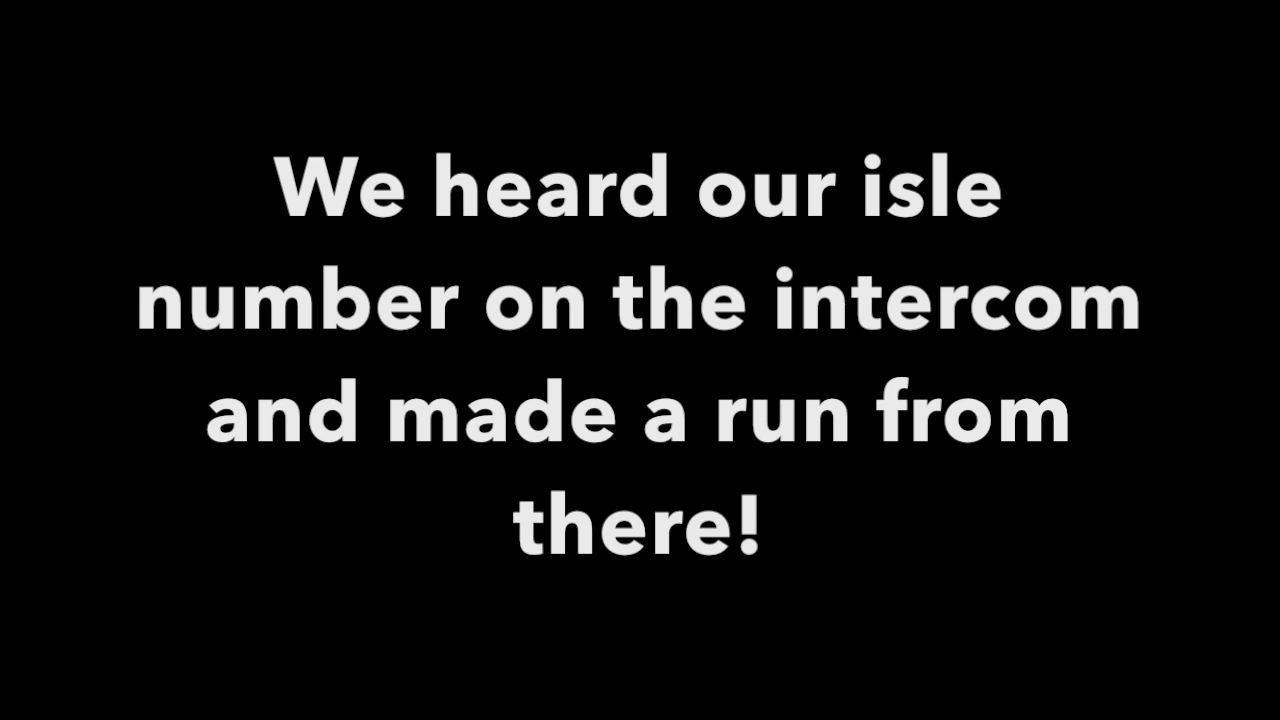 We heard our isle
number on the intercom
and made a run from
there!